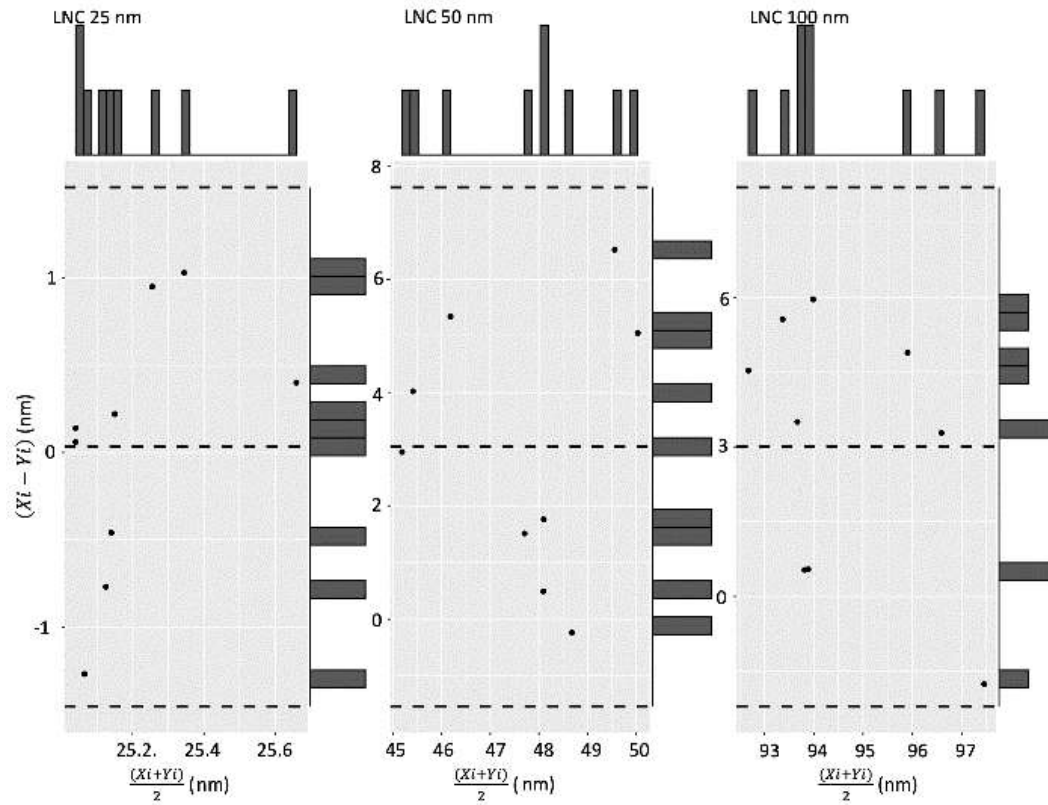 LNC 25 nm LNC 50 nm LNC 100 nm
8
1 6 6
4
(Xi − Yi) (nm)
0 3
2
0
-1 0
25.2. 25.4 25.6 45 46 47 48 49 50 93 94 95 96 97
(Xi+Yi)/2 (nm) (Xi+Yi)/2 (nm) (Xi+Yi)/2 (nm)